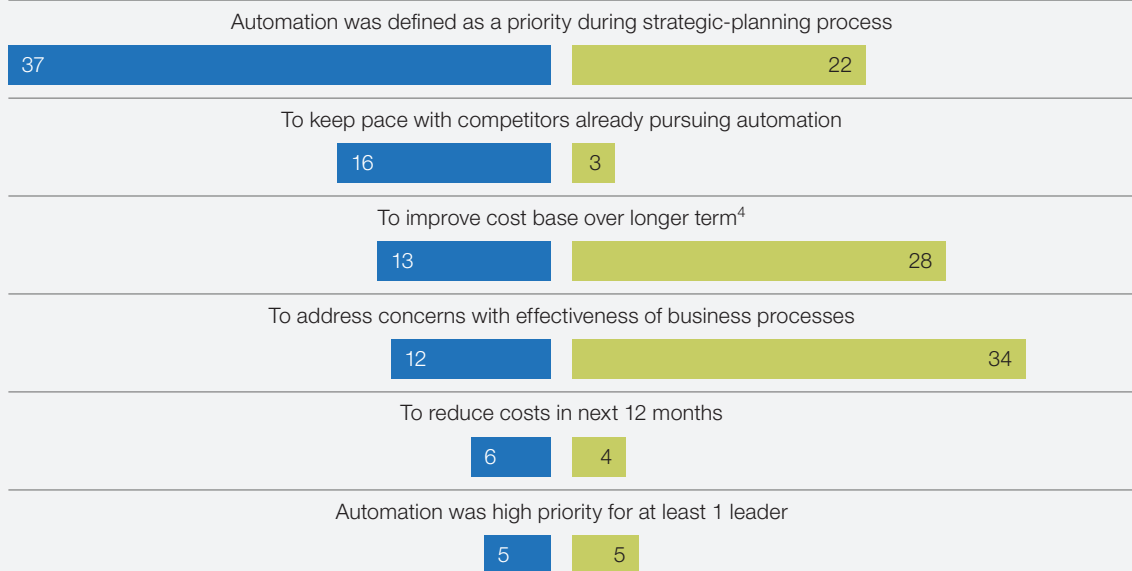 Automation was defined as a priority during strategic-planning process
37 22
To keep pace with competitors already pursuing automation
16 3
To improve cost base over longer term⁴
13 28
To address concerns with effectiveness of business processes
12 34
To reduce costs in next 12 months
6 4
Automation was high priority for at least 1 leader
5 5